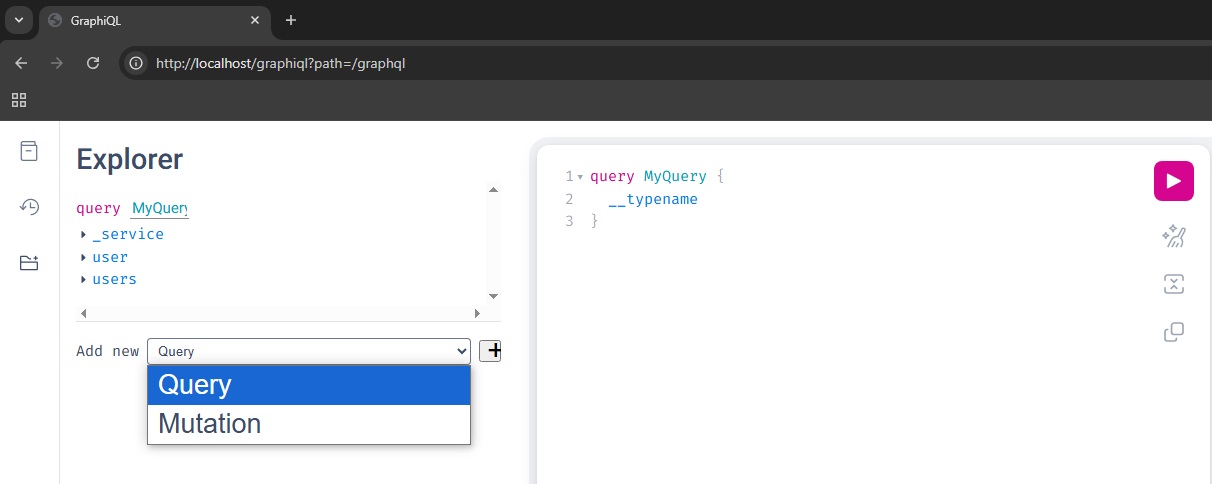 GraphiQL
http://localhost/graphiql?path=/graphql
Explorer
query MyQuery
_service
user
users
Add new Query
Query
Mutation
1 query MyQuery {
2 __typename
3 }